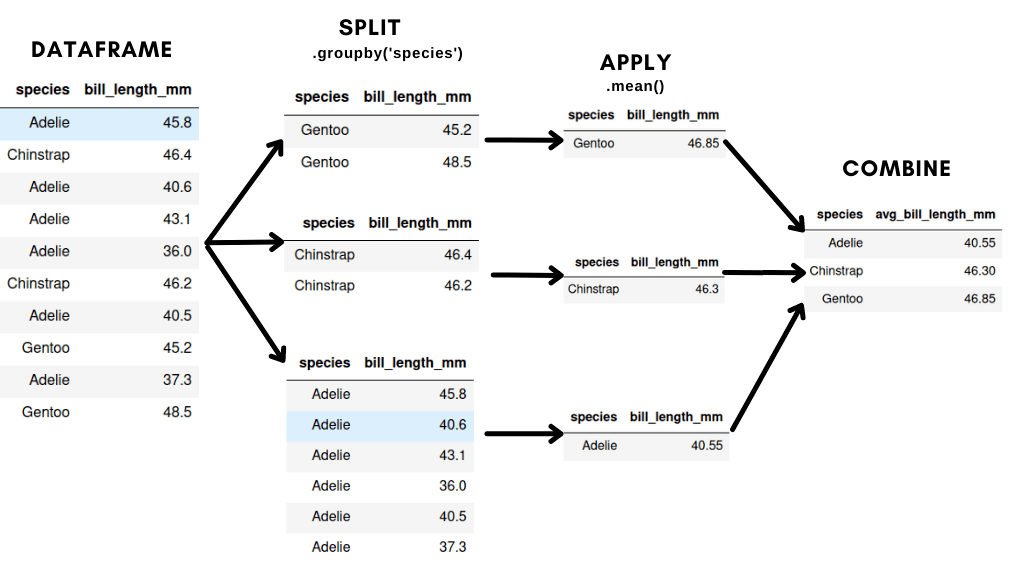 DATAFRAME
species bill_length_mm
Adelie 45.8
Chinstrap 46.4
Adelie 40.6
Adelie 43.1
Adelie 36.0
Chinstrap 46.2
Adelie 40.5
Gentoo 45.2
Adelie 37.3
Gentoo 48.5
SPLIT
.groupby('species')
species bill_length_mm
Gentoo 45.2
Gentoo 48.5
species bill_length_mm
Chinstrap 46.4
Chinstrap 46.2
species bill_length_mm
Adelie 45.8
Adelie 40.6
Adelie 43.1
Adelie 36.0
Adelie 40.5
Adelie 37.3
APPLY
.mean()
species bill_length_mm
Gentoo 46.85
species bill_length_mm
Chinstrap 46.3
species bill_length_mm
Adelie 40.55
COMBINE
species avg_bill_length_mm
Adelie 40.55
Chinstrap 46.30
Gentoo 46.85